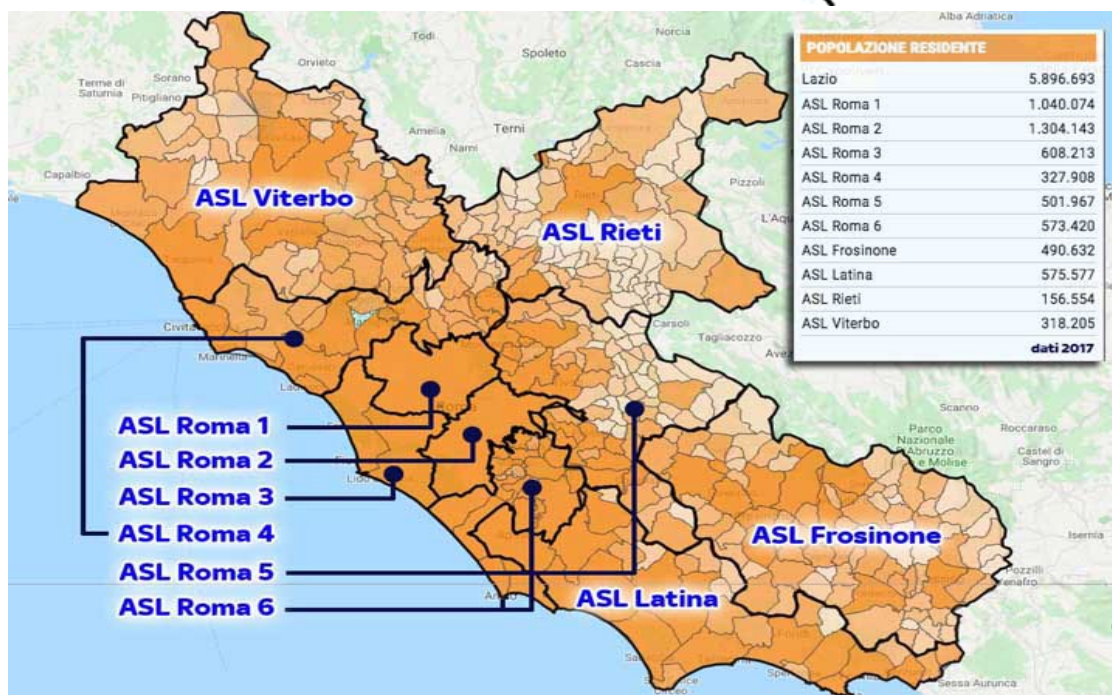 Alba Adriatica
Todi
Norcia
Spoleto
Orvieto
Cascia
Terme di
Saturnia
Sorano
Pitigliano
Amelia
Terni
Narni
Capalbio
Pizzoli
POPOLAZIONE RESIDENTE
Lazio 5.896.693
ASL Roma 1 1.040.074
ASL Roma 2 1.304.143
ASL Roma 3 608.213
ASL Roma 4 327.908
ASL Roma 5 501.967
ASL Roma 6 573.420
ASL Frosinone 490.632
ASL Latina 575.577
ASL Rieti 156.554
ASL Viterbo 318.205
dati 2017
ASL Viterbo
ASL Rieti
Rieti
Carsoli
Tagliacozzo
Scanno
Parco
Nazionale
Roccaraso
Castel di
Sangro
e Molise
Isernia
Pozzilli
ASL Roma 1
ASL Roma 2
ASL Roma 3
ASL Roma 4
ASL Roma 5
ASL Roma 6
ASL Frosinone
ASL Latina
Fondi
Circeo
Sessa Aurunca